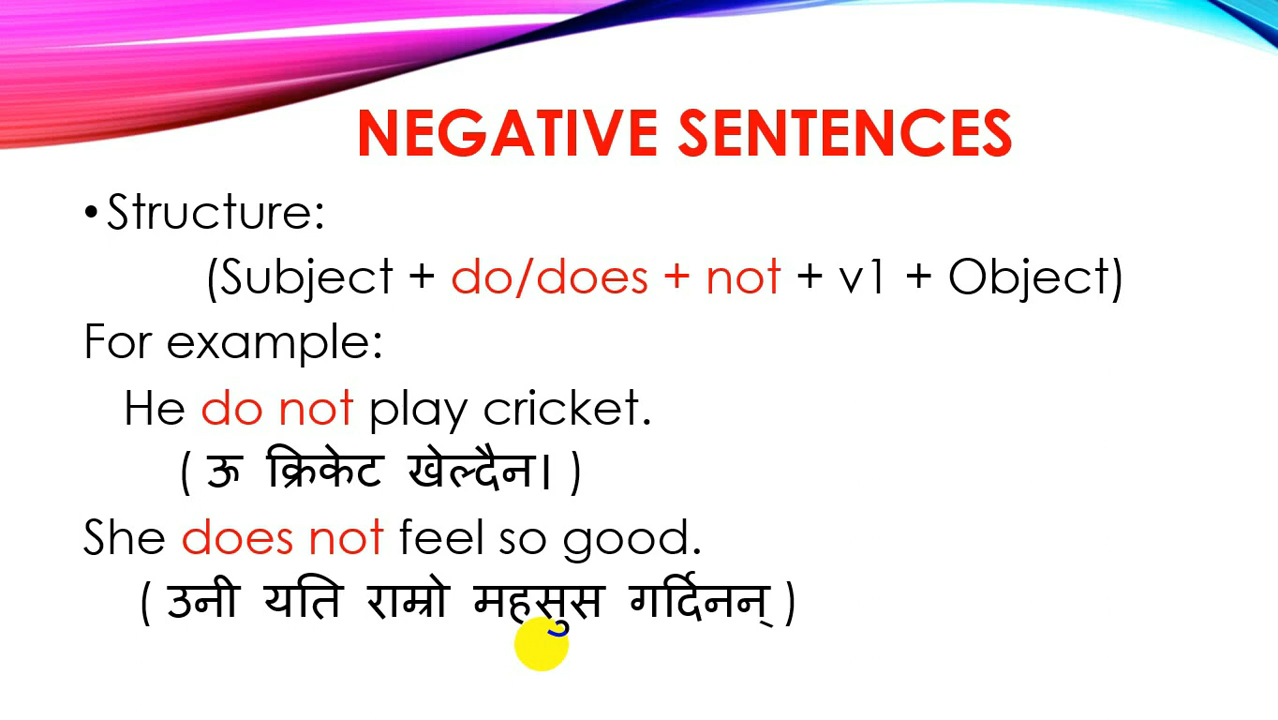 NEGATIVE SENTENCES
• Structure:
(Subject + do/does + not + v1 + Object)
For example:
He do not play cricket.
( ऊ क्रिकेट खेल्दैन। )
She does not feel so good.
( उनी यति राम्रो महसुस गर्दिनन् )